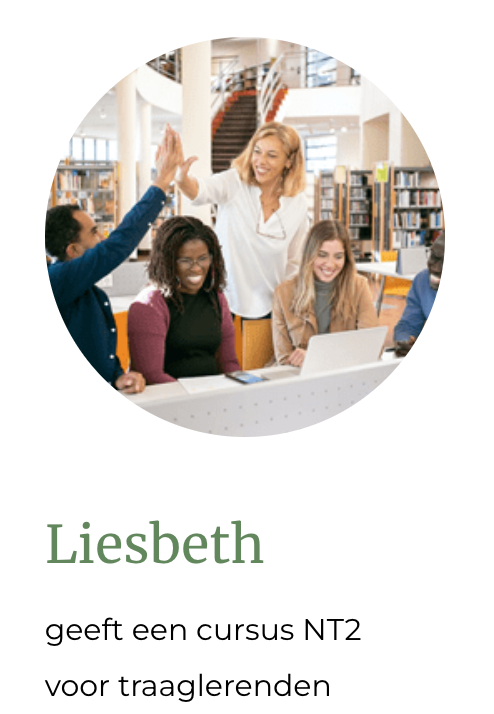 Liesbeth
geeft een cursus NT2
voor traaglerenden